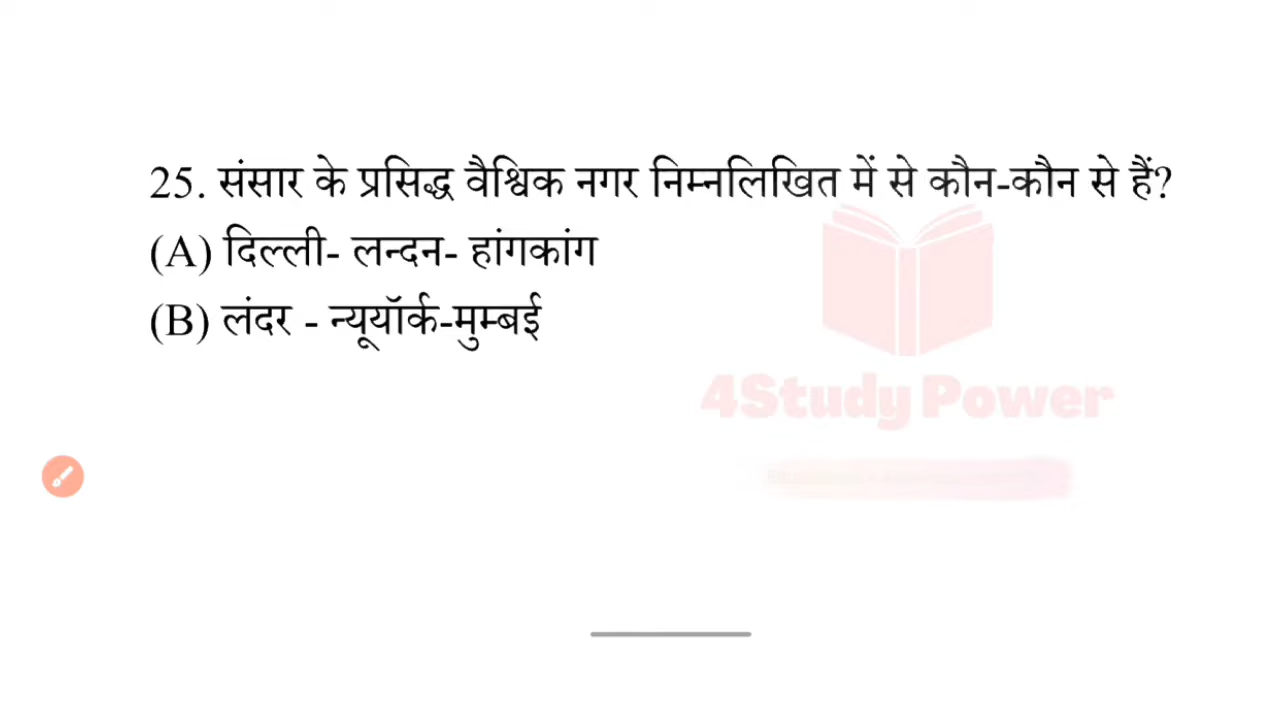 25. संसार के प्रसिद्ध वैश्विक नगर निम्नलिखित में से कौन-कौन से हैं?
(A) दिल्ली- लन्दन- हांगकांग
(B) लंदर - न्यूयॉर्क-मुम्बई
4Study Power